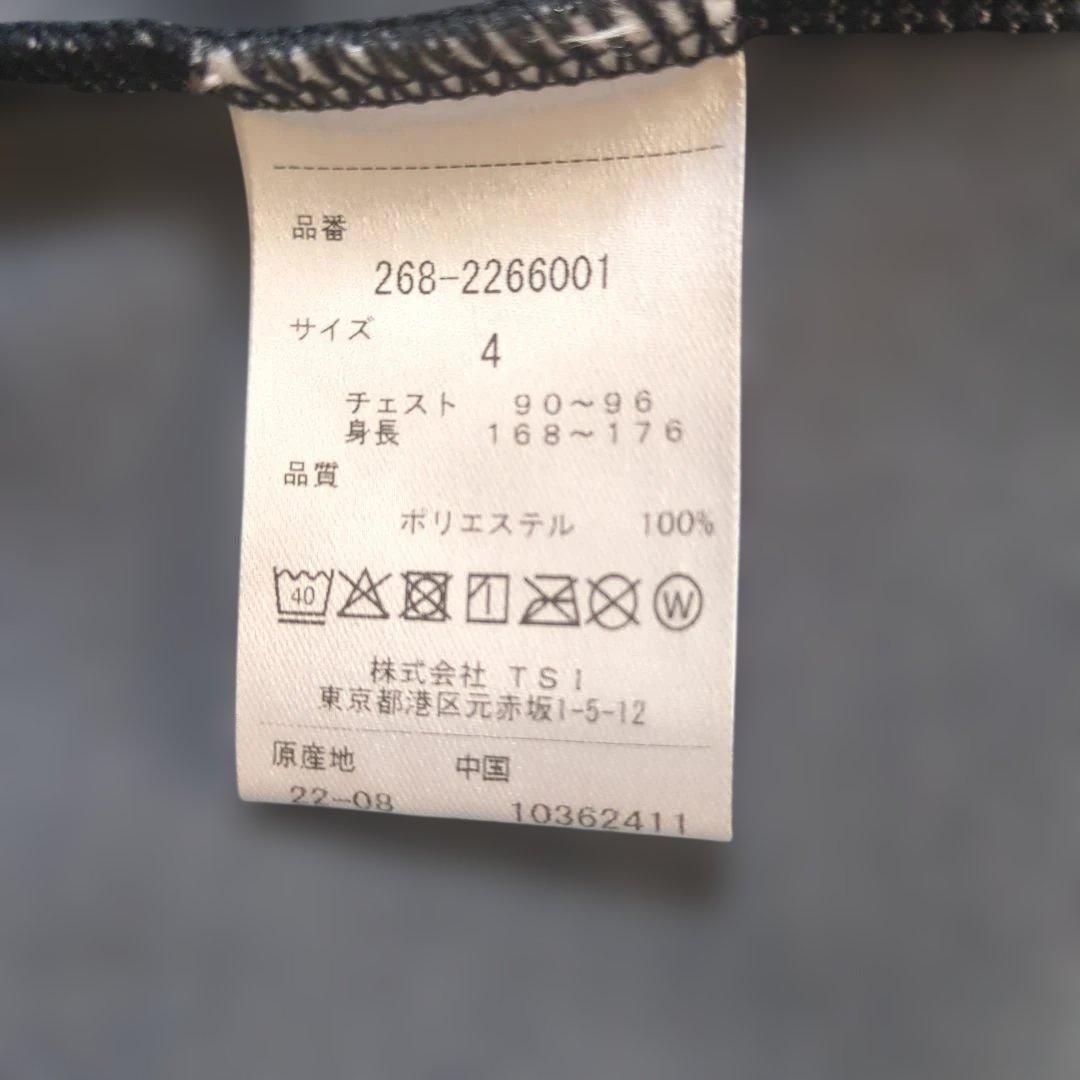 品番
268-2266001
サイズ
4
チェスト 90~96
身長 168~176
品質
ポリエステル 100%
40 W
株式会社 TSI
東京都港区元赤坂1-5-12
原産地 中国
22-08 10362411